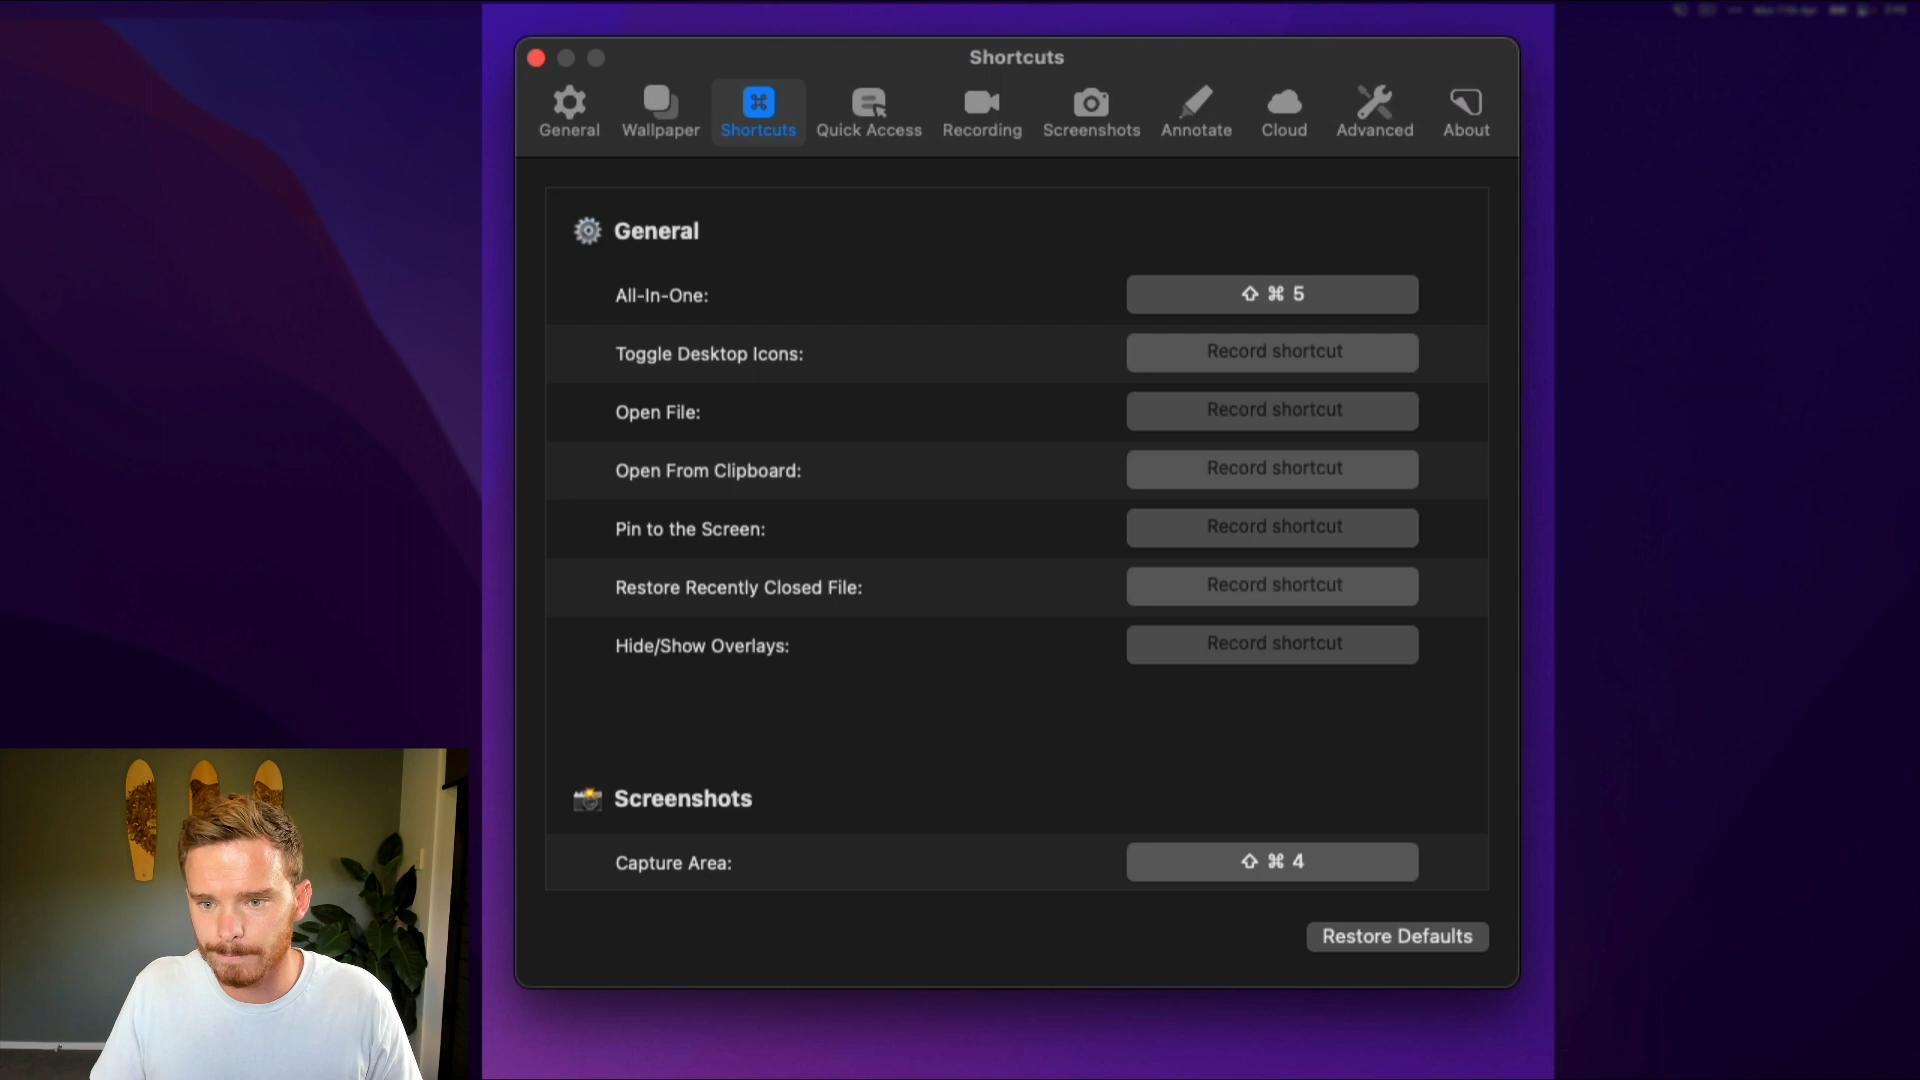 Shortcuts
General
Wallpaper
Shortcuts
Quick Access
Recording
Screenshots
Annotate
Cloud
Advanced
About
General
All-In-One:
⇧ ⌘ 5
Toggle Desktop Icons:
Record shortcut
Open File:
Record shortcut
Open From Clipboard:
Record shortcut
Pin to the Screen:
Record shortcut
Restore Recently Closed File:
Record shortcut
Hide/Show Overlays:
Record shortcut
Screenshots
Capture Area:
⇧ ⌘ 4
Restore Defaults